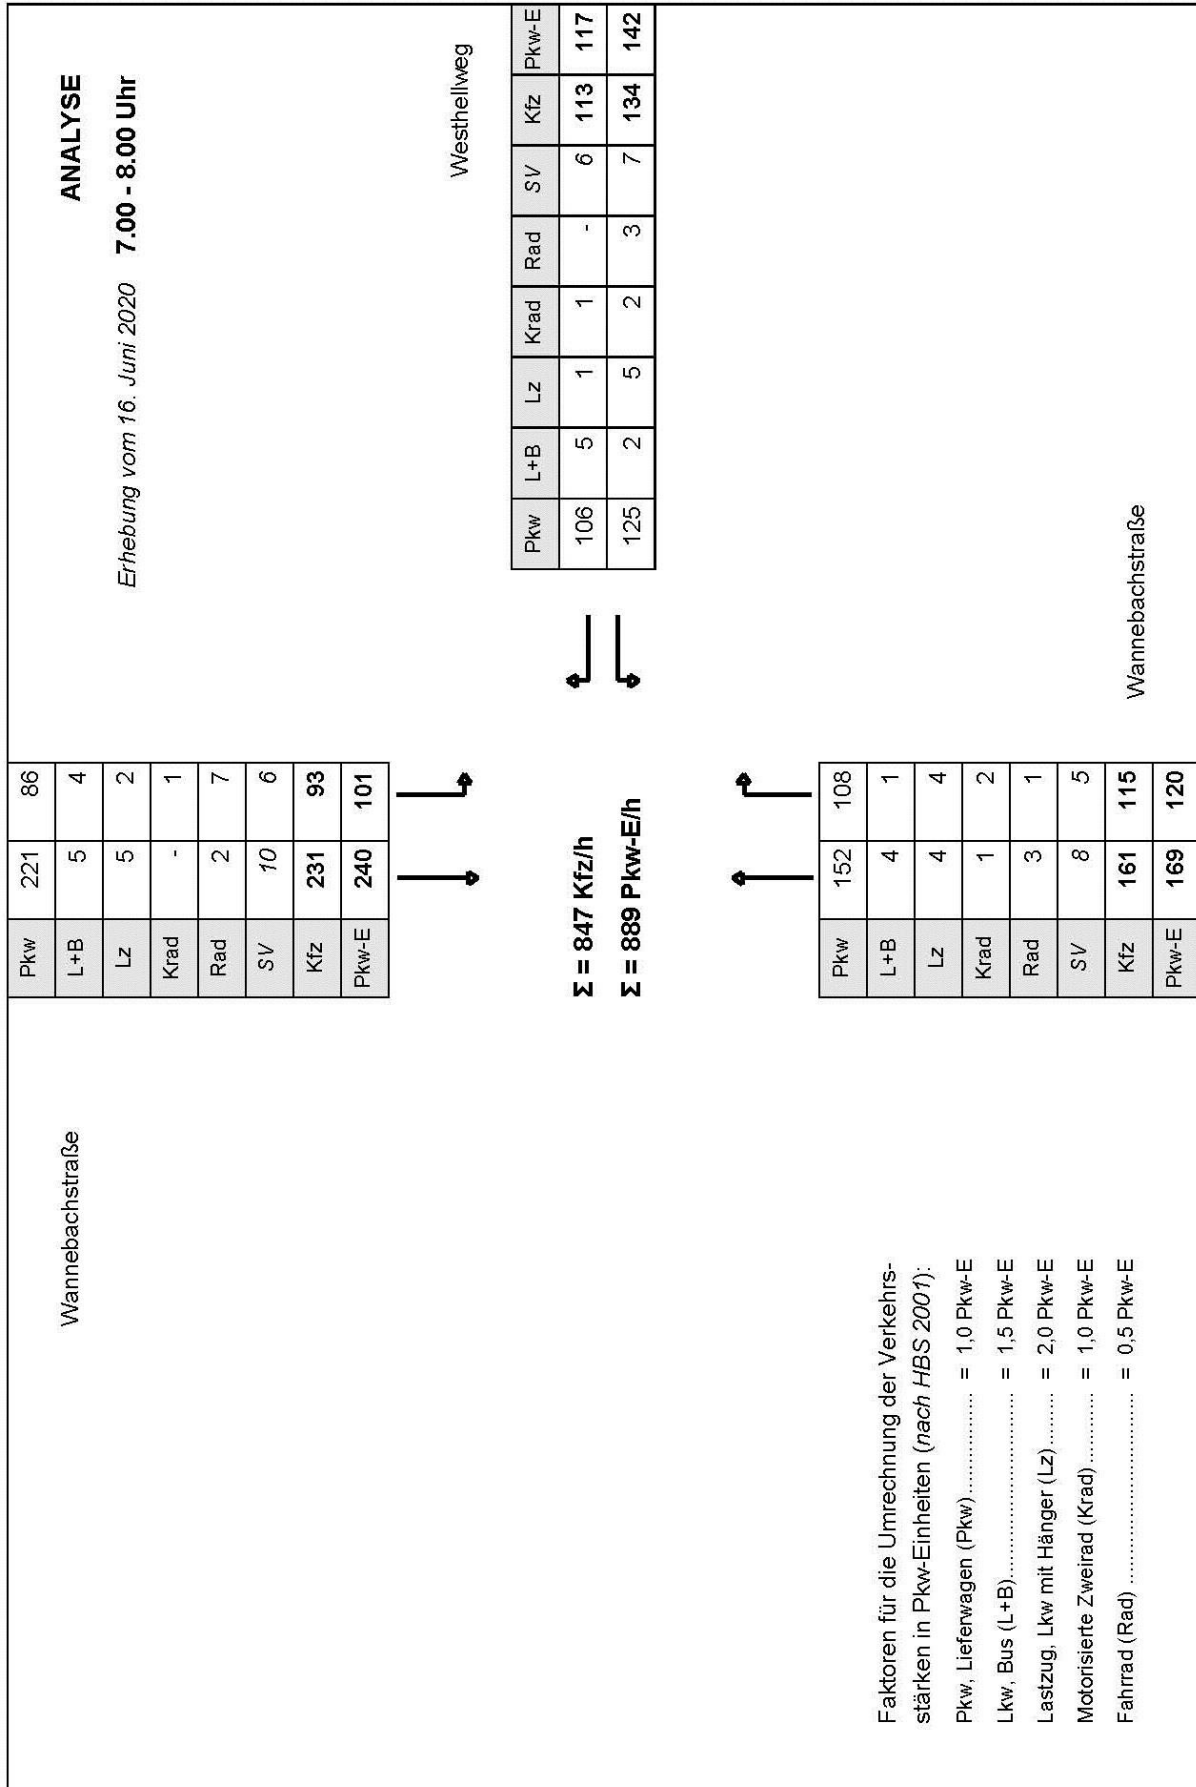 ANALYSE
Erhebung vom 16. Juni 2020 7.00 - 8.00 Uhr
Wannebachstraße
Pkw 221 86
L+B 5 4
Lz 5 2
Krad - 1
Rad 2 7
SV 10 6
Kfz 231 93
Pkw-E 240 101
Westhellweg
Pkw L+B Lz Krad Rad SV Kfz Pkw-E
106 5 1 1 - 6 113 117
125 2 5 2 3 7 134 142
Σ = 847 Kfz/h
Σ = 889 Pkw-E/h
Pkw 152 108
L+B 4 1
Lz 4 4
Krad 1 2
Rad 3 1
SV 8 5
Kfz 161 115
Pkw-E 169 120
Wannebachstraße
Faktoren für die Umrechnung der Verkehrs-
stärken in Pkw-Einheiten (nach HBS 2001):
Pkw, Lieferwagen (Pkw)................ = 1,0 Pkw-E
Lkw, Bus (L+B)............................ = 1,5 Pkw-E
Lastzug, Lkw mit Hänger (Lz).......... = 2,0 Pkw-E
Motorisierte Zweirad (Krad)............ = 1,0 Pkw-E
Fahrrad (Rad) .............................. = 0,5 Pkw-E